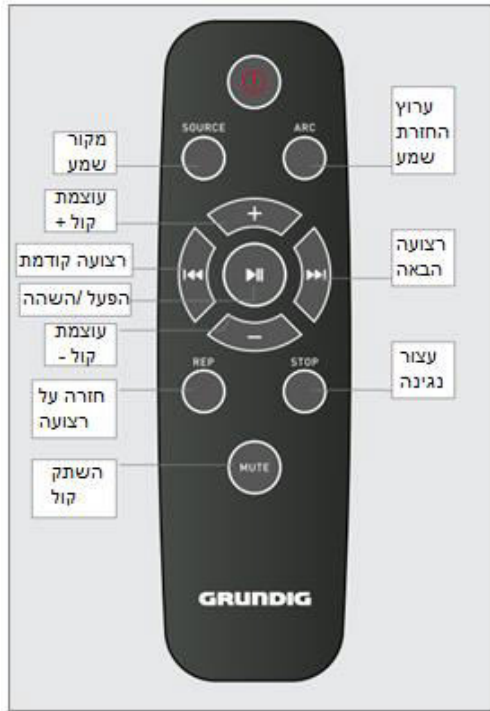 SOURCE
ARC
ערוץ
החזרת
שמע
מקור
שמע
עוצמת
קול +
+
רצועה קודמת
רצועה
הבאה
הפעל /השהה
עוצמת
קול -
–
REP
STOP
חזרה על
רצועה
עצור
נגינה
MUTE
השתק
קול
GRUNDIG